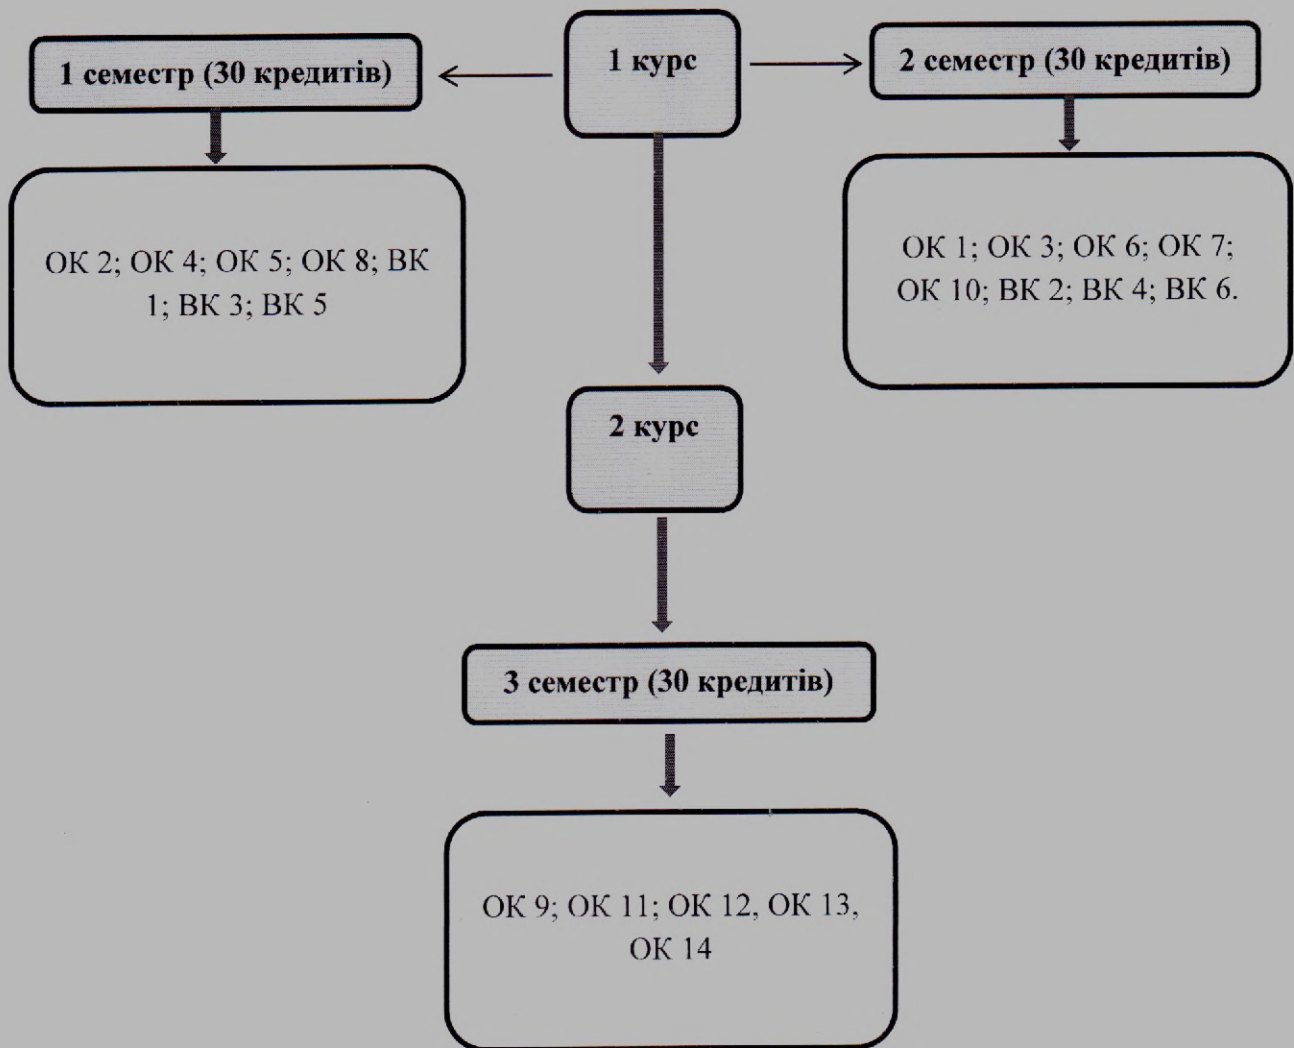 1 семестр (30 кредитів)
1 курс
2 семестр (30 кредитів)
ОК 2; ОК 4; ОК 5; ОК 8; ВК
1; ВК 3; ВК 5
ОК 1; ОК 3; ОК 6; ОК 7;
ОК 10; ВК 2; ВК 4; ВК 6.
2 курс
3 семестр (30 кредитів)
ОК 9; ОК 11; ОК 12, ОК 13,
ОК 14